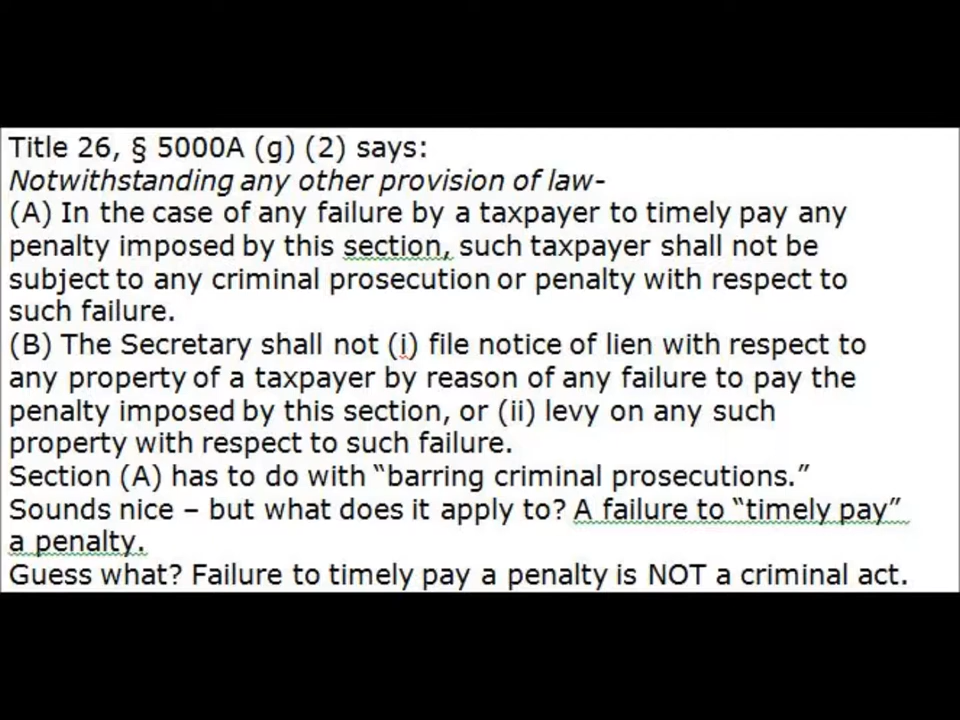 Title 26, § 5000A (g) (2) says:
Notwithstanding any other provision of law-
(A) In the case of any failure by a taxpayer to timely pay any
penalty imposed by this section, such taxpayer shall not be
subject to any criminal prosecution or penalty with respect to
such failure.
(B) The Secretary shall not (i) file notice of lien with respect to
any property of a taxpayer by reason of any failure to pay the
penalty imposed by this section, or (ii) levy on any such
property with respect to such failure.
Section (A) has to do with “barring criminal prosecutions.”
Sounds nice – but what does it apply to? A failure to “timely pay”
a penalty.
Guess what? Failure to timely pay a penalty is NOT a criminal act.